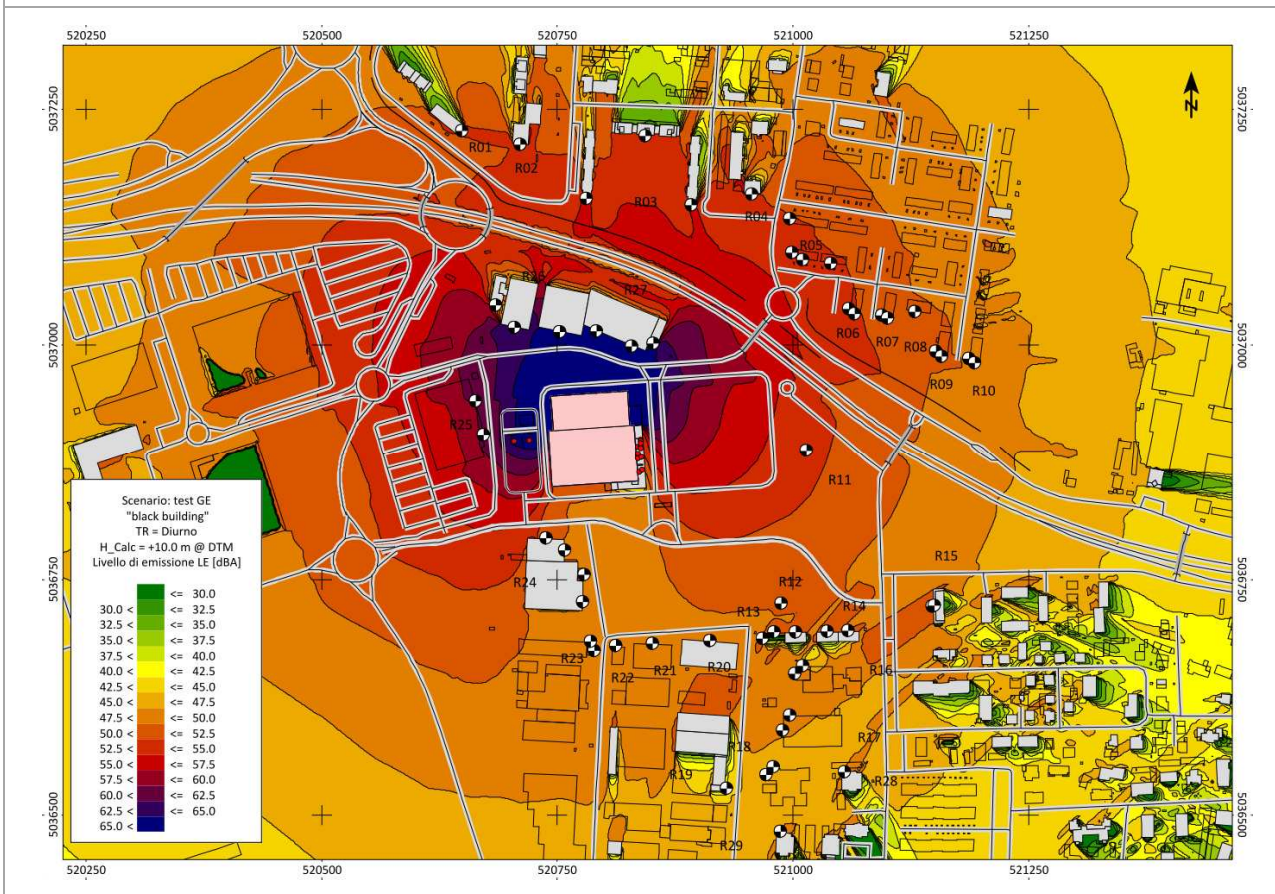 520250 520500 520750 521000 521250
5037250 5037250
N
R01
R02
R03
R04
R05
R27
5037000 5037000
R06
R07
R08
R09
R10
R25
R11
Scenario: test GE
"black building"
TR = Diurno
H_Calc = +10.0 m @ DTM
Livello di emissione LE [dBA]
<= 30.0
30.0 < <= 32.5
32.5 < <= 35.0
35.0 < <= 37.5
37.5 < <= 40.0
40.0 < <= 42.5
42.5 < <= 45.0
45.0 < <= 47.5
47.5 < <= 50.0
50.0 < <= 52.5
52.5 < <= 55.0
55.0 < <= 57.5
57.5 < <= 60.0
60.0 < <= 62.5
62.5 < <= 65.0
65.0 <
R15
5036750 5036750
R24
R12
R13
R14
R23
R22
R21
R20
R16
R18
R17
R19
R28
5036500 5036500
R29
520250 520500 520750 521000 521250